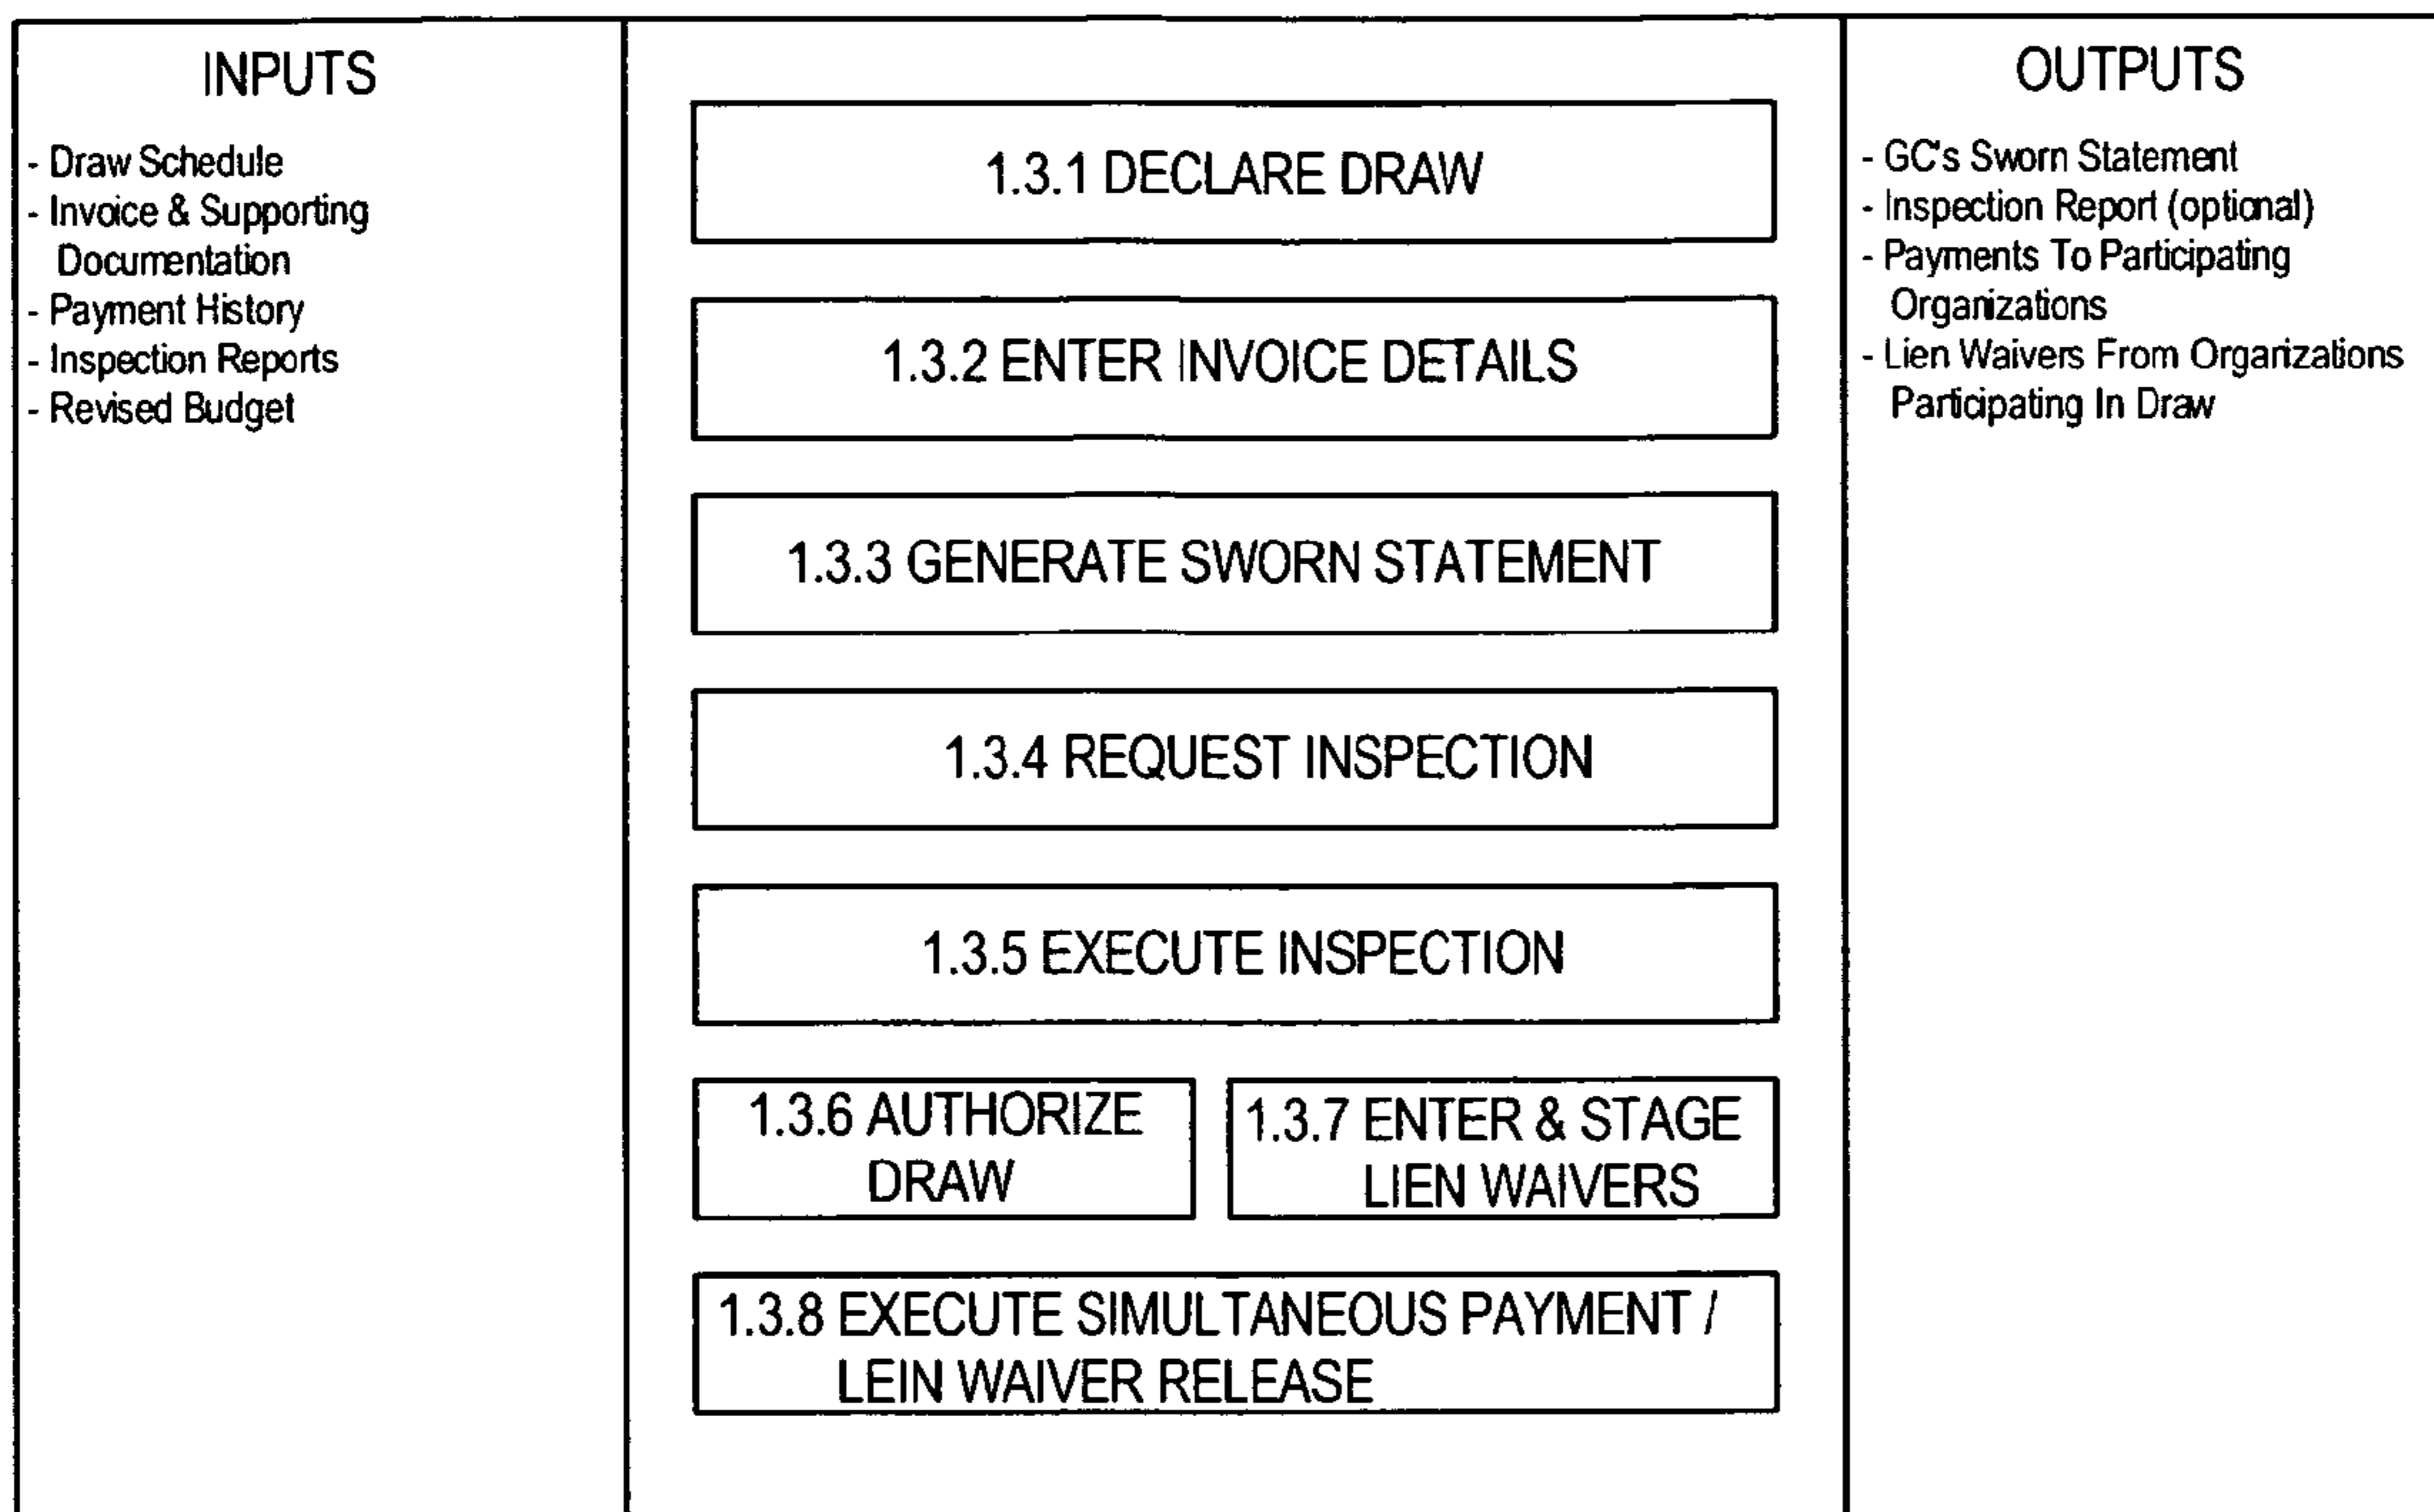 INPUTS
- Draw Schedule
- Invoice & Supporting
Documentation
- Payment History
- Inspection Reports
- Revised Budget
1.3.1 DECLARE DRAW
1.3.2 ENTER INVOICE DETAILS
1.3.3 GENERATE SWORN STATEMENT
1.3.4 REQUEST INSPECTION
1.3.5 EXECUTE INSPECTION
1.3.6 AUTHORIZE
DRAW
1.3.7 ENTER & STAGE
LIEN WAIVERS
1.3.8 EXECUTE SIMULTANEOUS PAYMENT /
LEIN WAIVER RELEASE
OUTPUTS
- GC's Sworn Statement
- Inspection Report (optional)
- Payments To Participating
Organizations
- Lien Waivers From Organizations
Participating In Draw